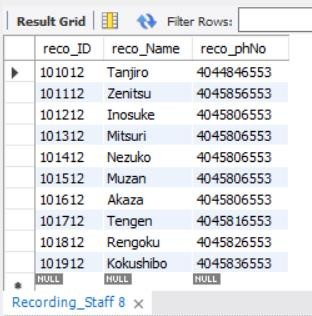 Result Grid Filter Rows:
reco_ID reco_Name reco_phNo
101012 Tanjiro 4044846553
101112 Zenitsu 4045856553
101212 Inosuke 4045806553
101312 Mitsuri 4045806553
101412 Nezuko 4045806553
101512 Muzan 4045806553
101612 Akaza 4045806553
101712 Tengen 4045816553
101812 Rengoku 4045826553
101912 Kokushibo 4045836553
NULL NULL NULL
Recording_Staff 8